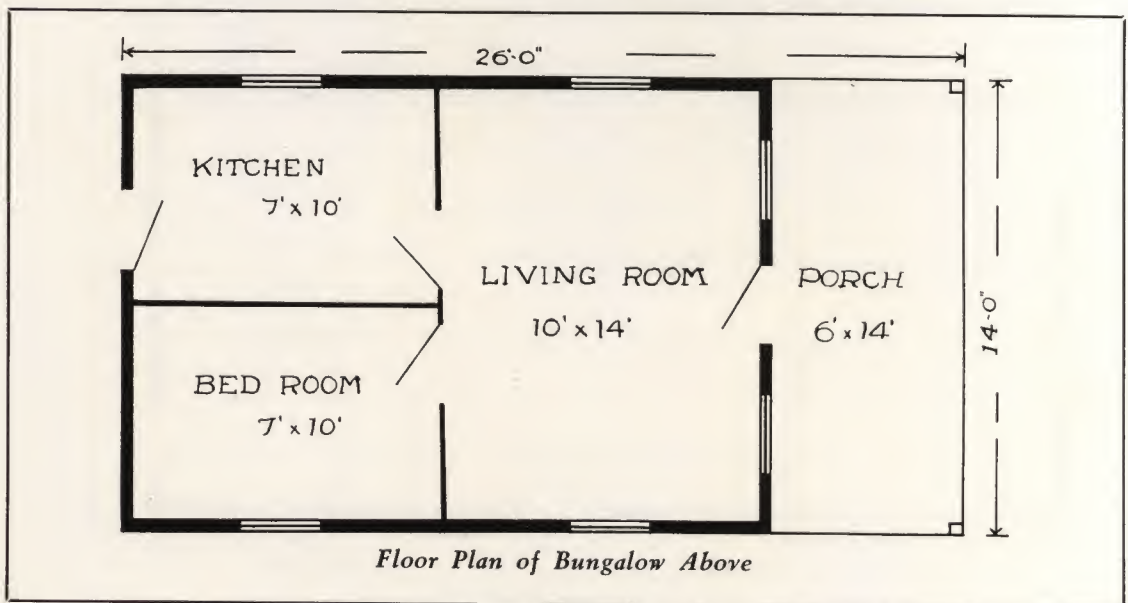 26'-0"
KITCHEN
7' x 10'
LIVING ROOM
10' x 14'
PORCH
6' x 14'
14'-0"
BED ROOM
7' x 10'
Floor Plan of Bungalow Above